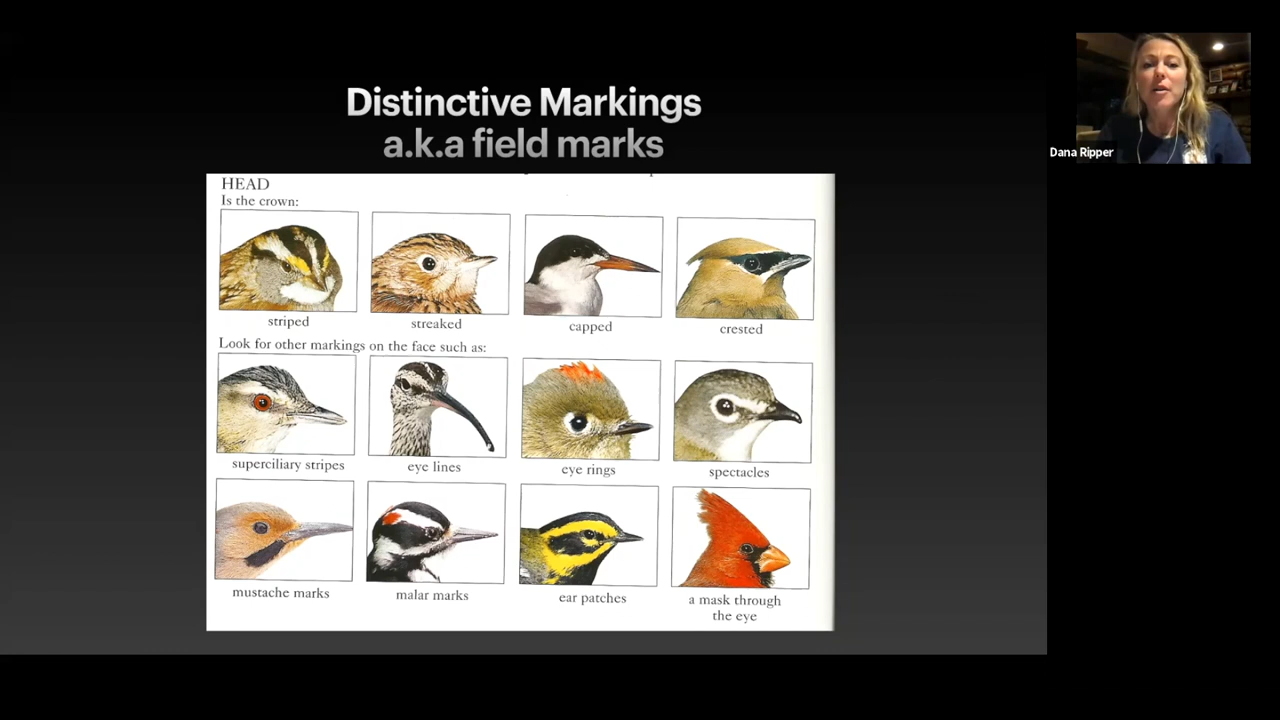 Distinctive Markings
a.k.a field marks
Dana Ripper
HEAD
Is the crown:
striped
streaked
capped
crested
Look for other markings on the face such as:
superciliary stripes
eye lines
eye rings
spectacles
mustache marks
malar marks
ear patches
a mask through
the eye